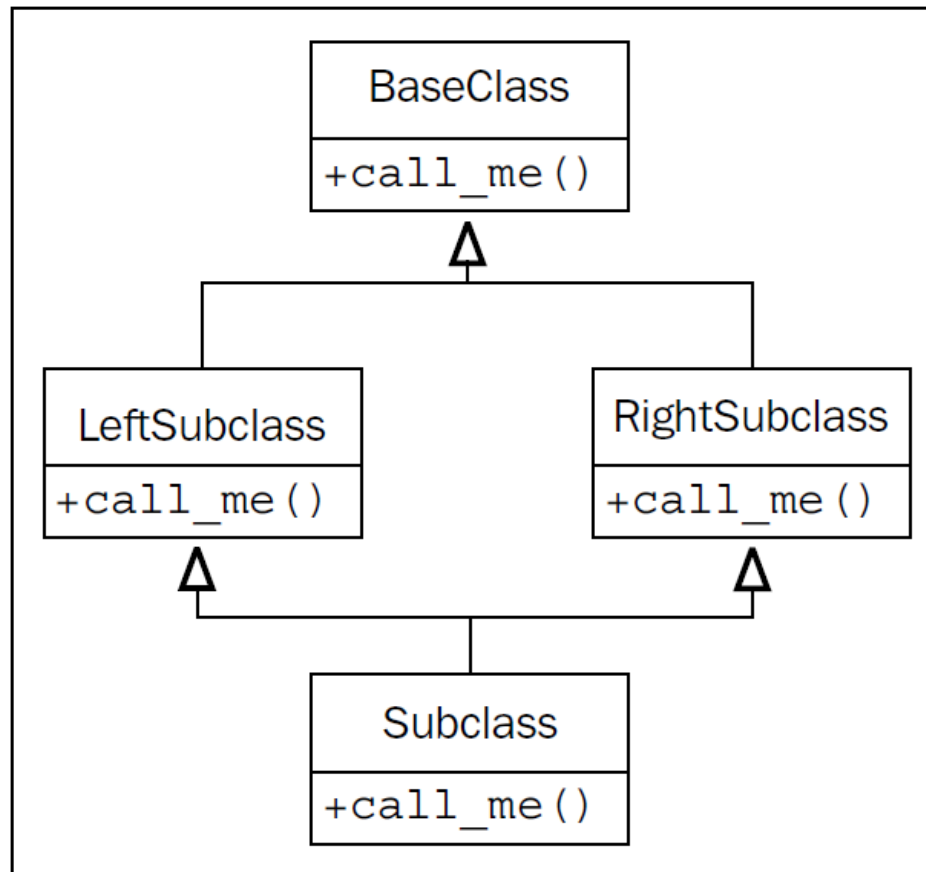 BaseClass
+call_me()
LeftSubclass
+call_me()
RightSubclass
+call_me()
Subclass
+call_me()